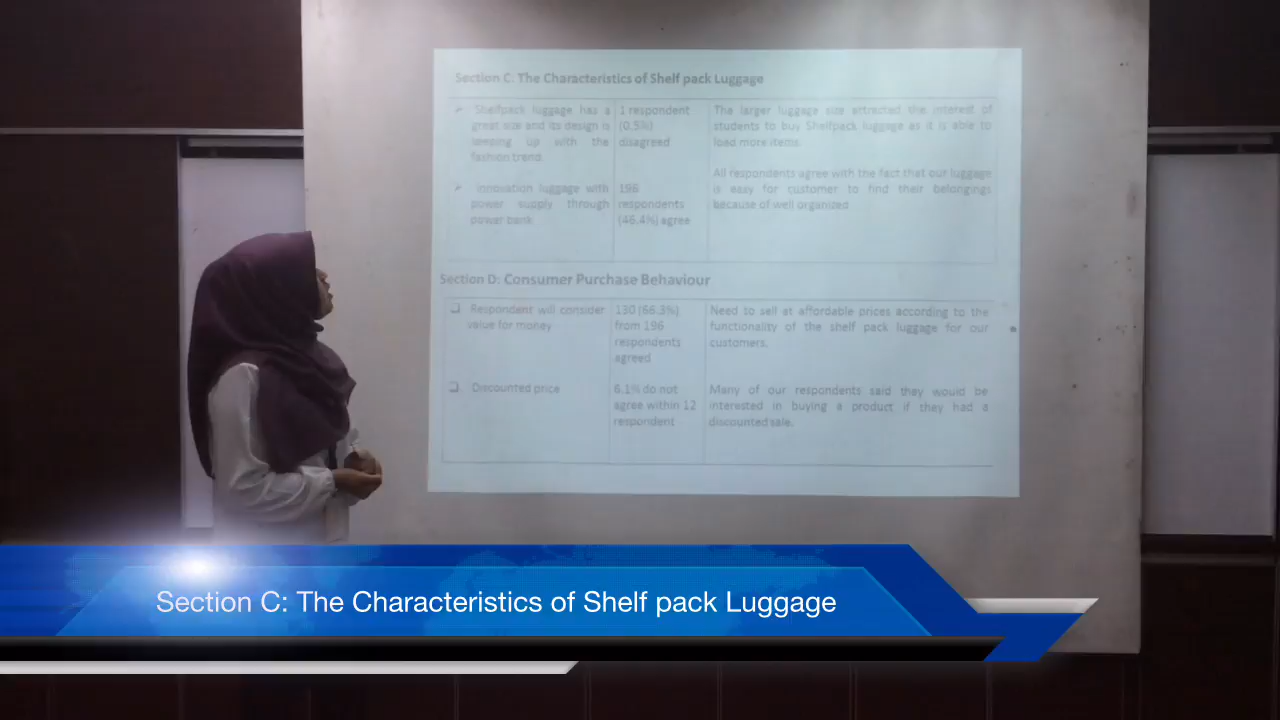 Section C: The Characteristics of Shelf pack Luggage
Shelfpack luggage has a
great size and its design is
keeping up with the
fashion trend.
1 respondent
(0.5%)
disagreed
The larger luggage size attracted the interest of
students to buy Shelfpack luggage as it is able to
load more items.
Innovation luggage with
power supply through
power bank
196
respondents
(46.4%) agree
All respondents agree with the fact that our luggage
is easy for customer to find their belongings
because of well organized
Section D: Consumer Purchase Behaviour
Respondent will consider
value for money
130 (66.3%)
from 196
respondents
agreed
Need to sell at affordable prices according to the
functionality of the shelf pack luggage for our
customers.
Discounted price
6.1% do not
agree within 12
respondent
Many of our respondents said they would be
interested in buying a product if they had a
discounted sale.
Section C: The Characteristics of Shelf pack Luggage